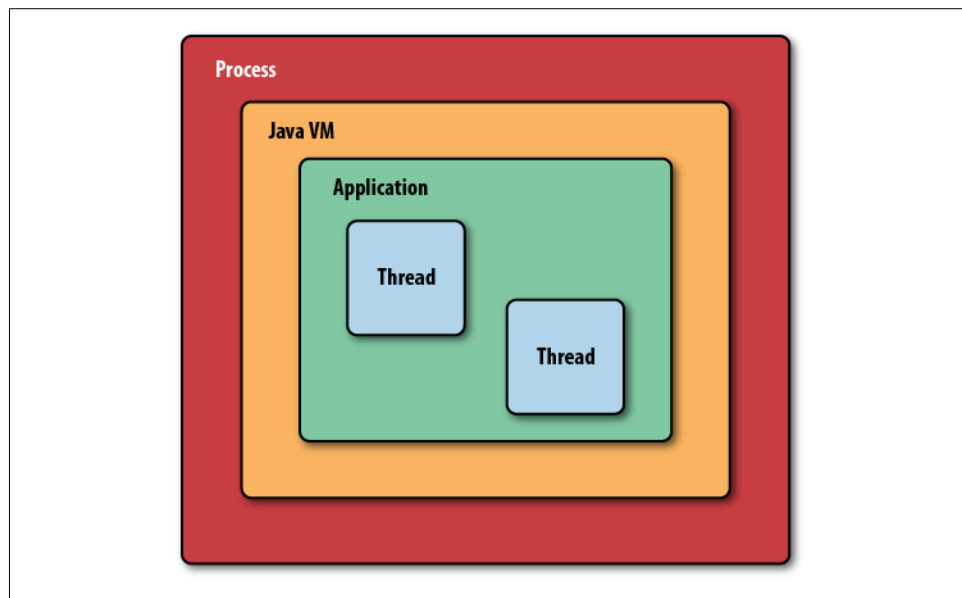 Process
Java VM
Application
Thread
Thread